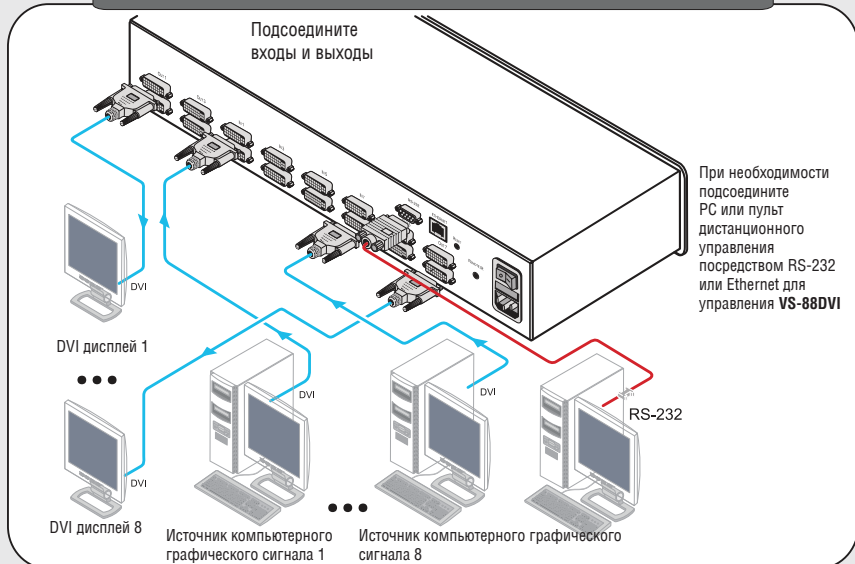 Подсоедините
входы и выходы
При необходимости
подсоедините
PC или пульт
дистанционного
управления
посредством RS-232
или Ethernet для
управления VS-88DVI
DVI
DVI дисплей 1
DVI
DVI
RS-232
DVI
DVI дисплей 8
Источник компьютерного
графического сигнала 1
Источник компьютерного графического
сигнала 8